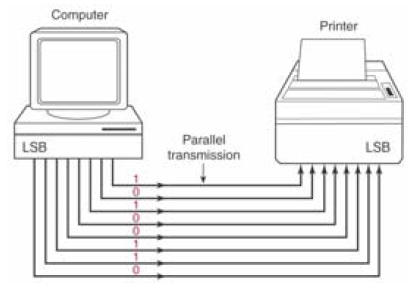 Computer
Printer
LSB
LSB
Parallel
transmission
1
0
1
0
0
1
1
0